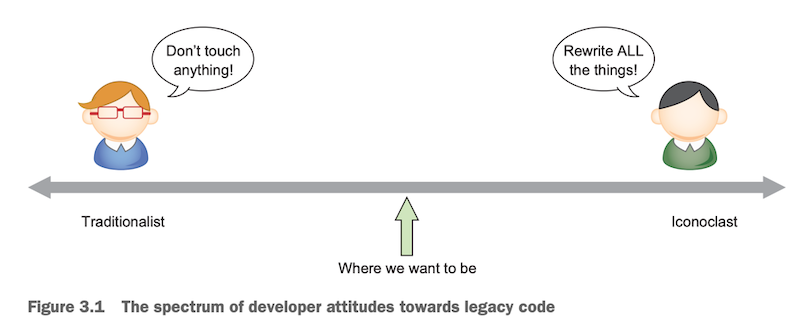 Don't touch
anything!
Rewrite ALL
the things!
Traditionalist
Iconoclast
Where we want to be
Figure 3.1 The spectrum of developer attitudes towards legacy code